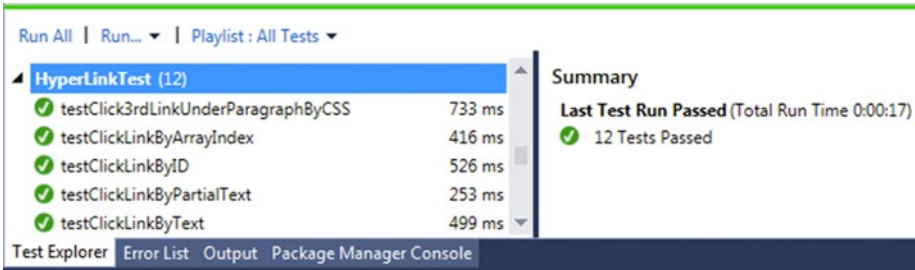 Run All | Run... | Playlist : All Tests
HyperLinkTest (12)
testClick3rdLinkUnderParagraphByCSS 733 ms
testClickLinkByArrayIndex 416 ms
testClickLinkByID 526 ms
testClickLinkByPartialText 253 ms
testClickLinkByText 499 ms
Summary
Last Test Run Passed (Total Run Time 0:00:17)
12 Tests Passed
Test Explorer Error List Output Package Manager Console